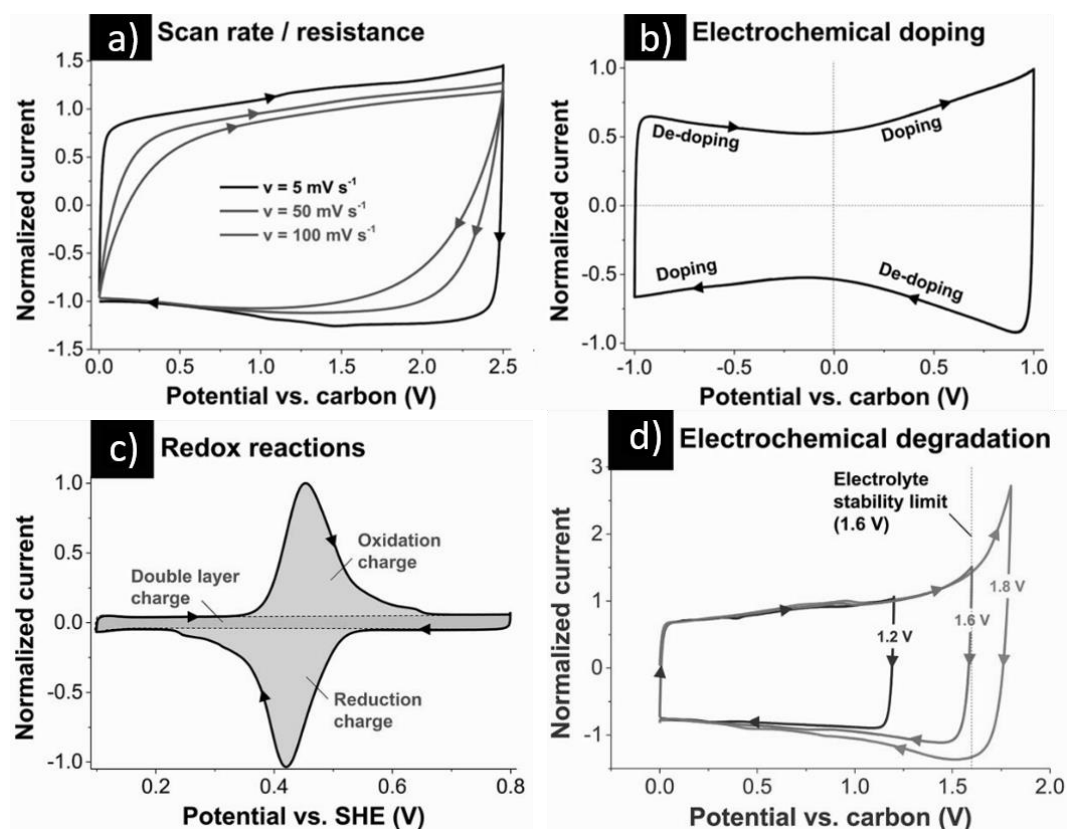 a) Scan rate / resistance
Normalized current
1.5
1.0
0.5
0.0
-0.5
-1.0
-1.5
v = 5 mV s⁻¹
v = 50 mV s⁻¹
v = 100 mV s⁻¹
0.0 0.5 1.0 1.5 2.0 2.5
Potential vs. carbon (V)
b) Electrochemical doping
Normalized current
1.0
0.5
0.0
-0.5
-1.0
De-doping
Doping
Doping
De-doping
-1.0 -0.5 0.0 0.5 1.0
Potential vs. carbon (V)
c) Redox reactions
Normalized current
1.0
0.5
0.0
-0.5
-1.0
Oxidation
charge
Double layer
charge
Reduction
charge
0.2 0.4 0.6 0.8
Potential vs. SHE (V)
d) Electrochemical degradation
Normalized current
3
2
1
0
-1
Electrolyte
stability limit
(1.6 V)
1.2 V
1.6 V
1.8 V
0.0 0.5 1.0 1.5 2.0
Potential vs. carbon (V)